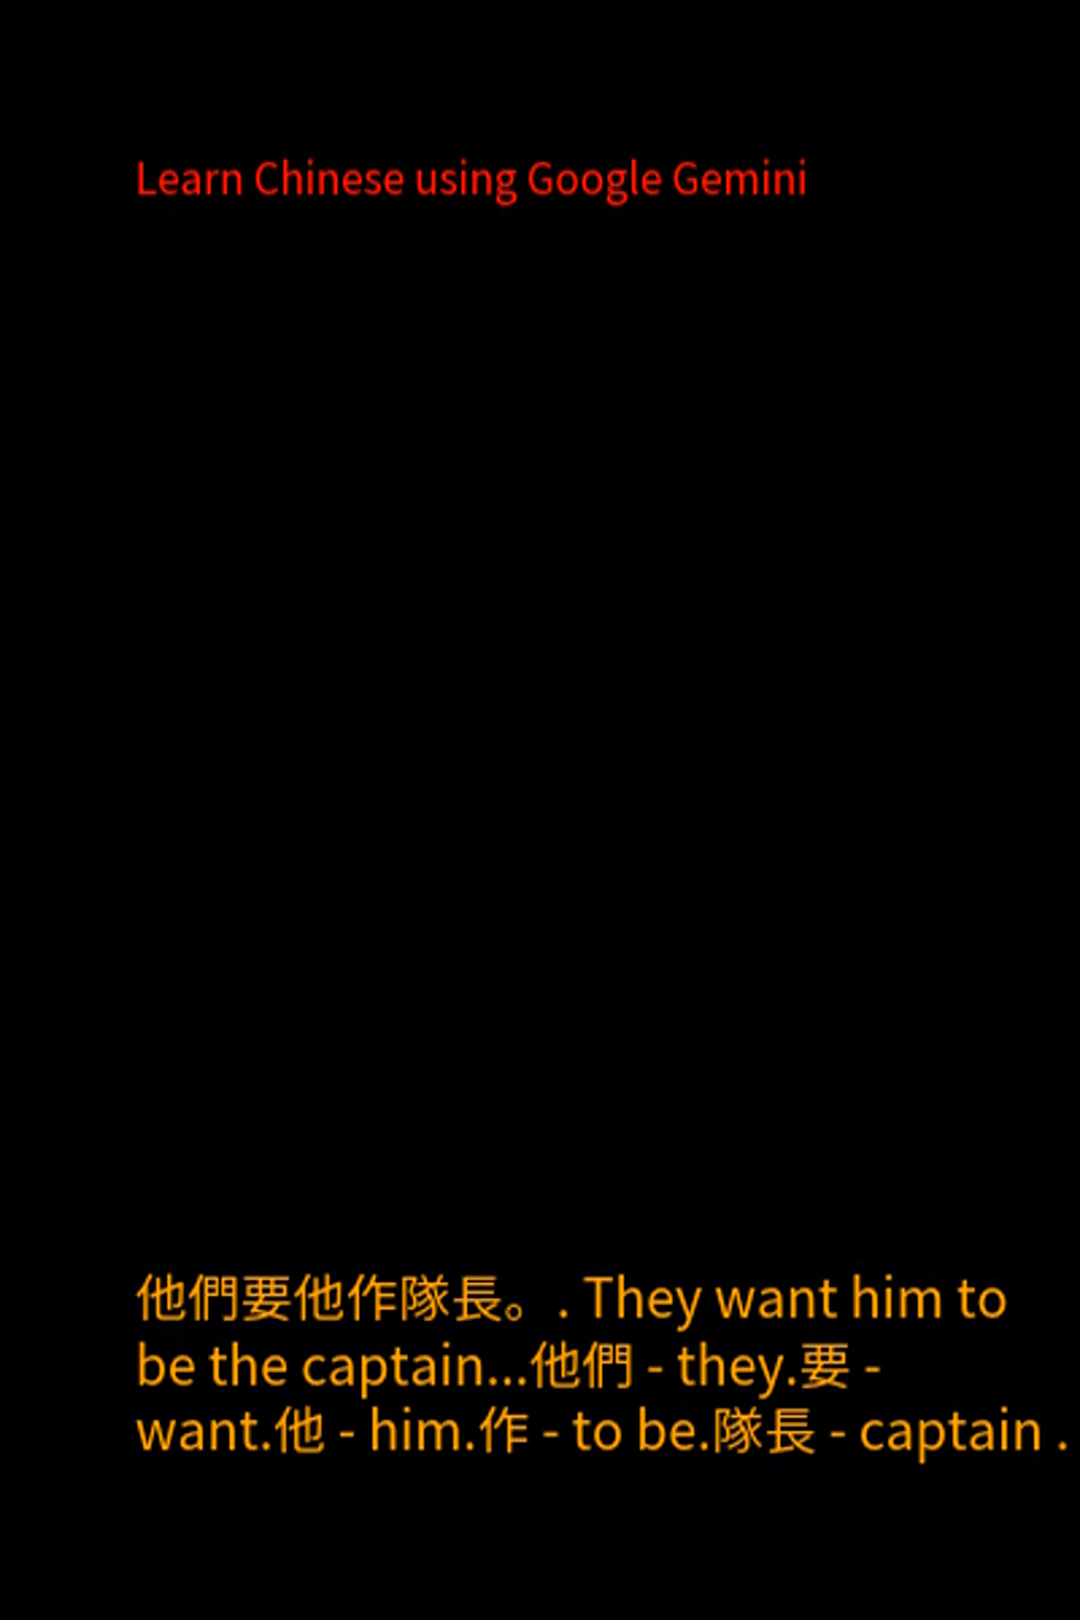 Learn Chinese using Google Gemini
他們要他作隊長。. They want him to
be the captain...他們 - they.要 -
want.他 - him.作 - to be.隊長 - captain .